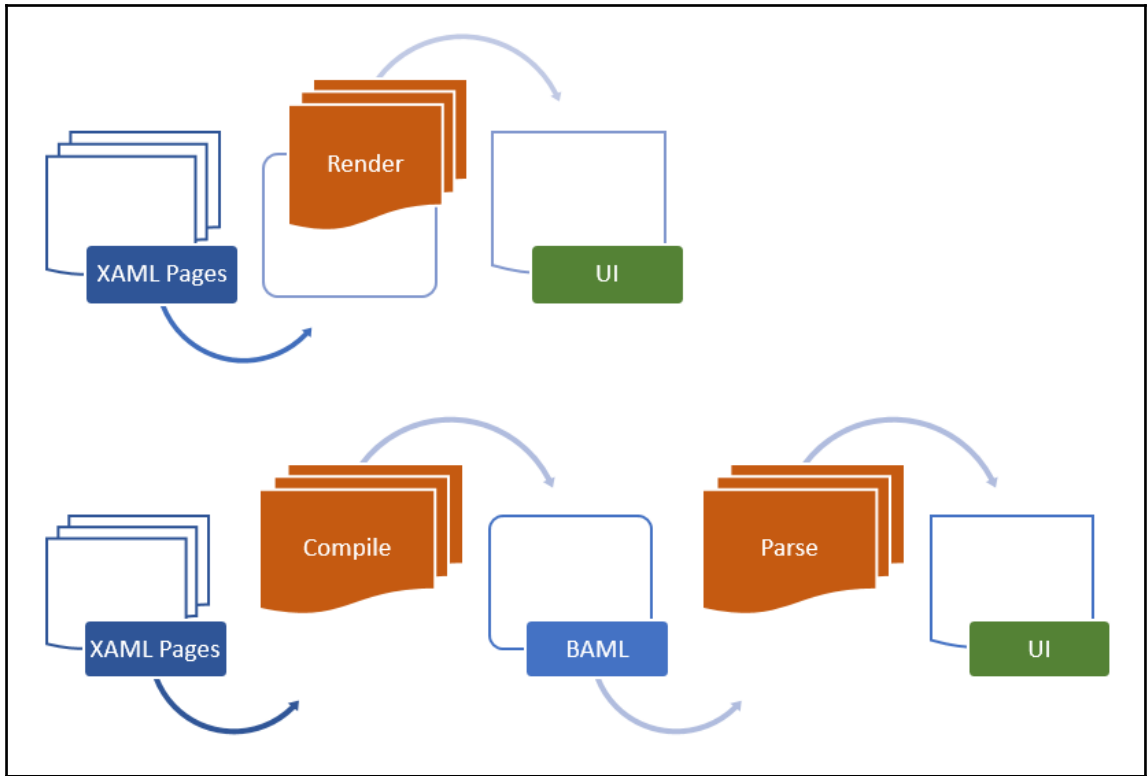 Render
XAML Pages
UI
Compile
Parse
XAML Pages
BAML
UI